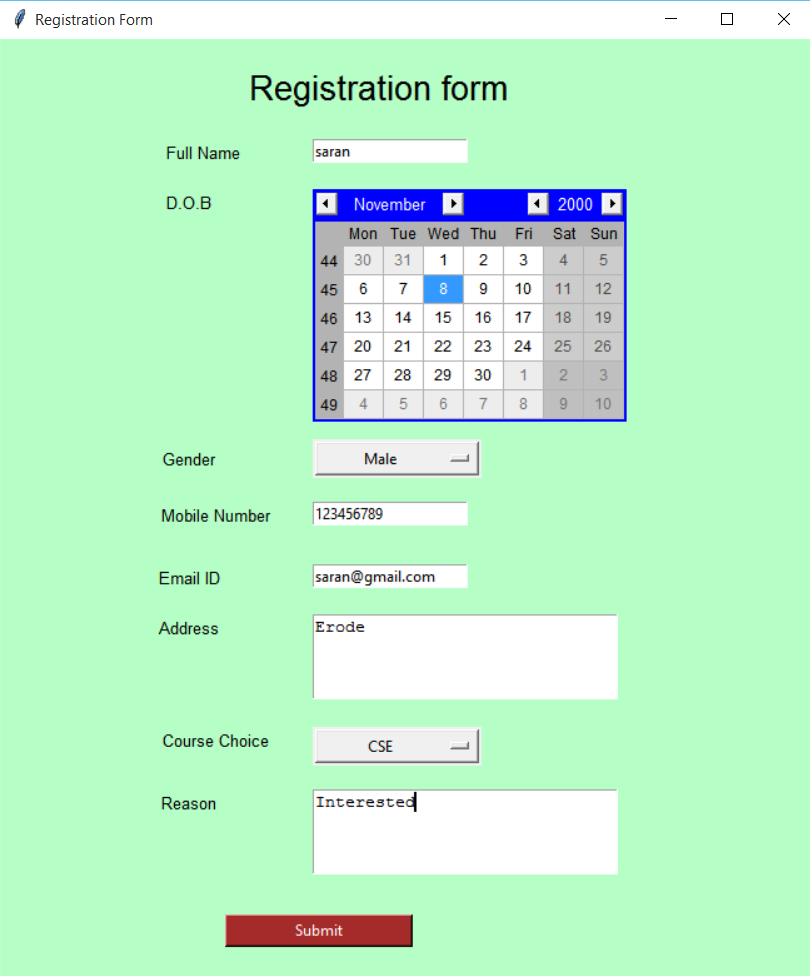 Registration Form
Registration form
Full Name saran
D.O.B November 2000
Mon Tue Wed Thu Fri Sat Sun
44 30 31 1 2 3 4 5
45 6 7 8 9 10 11 12
46 13 14 15 16 17 18 19
47 20 21 22 23 24 25 26
48 27 28 29 30 1 2 3
49 4 5 6 7 8 9 10
Gender Male
Mobile Number 123456789
Email ID saran@gmail.com
Address Erode
Course Choice CSE
Reason Interested
Submit